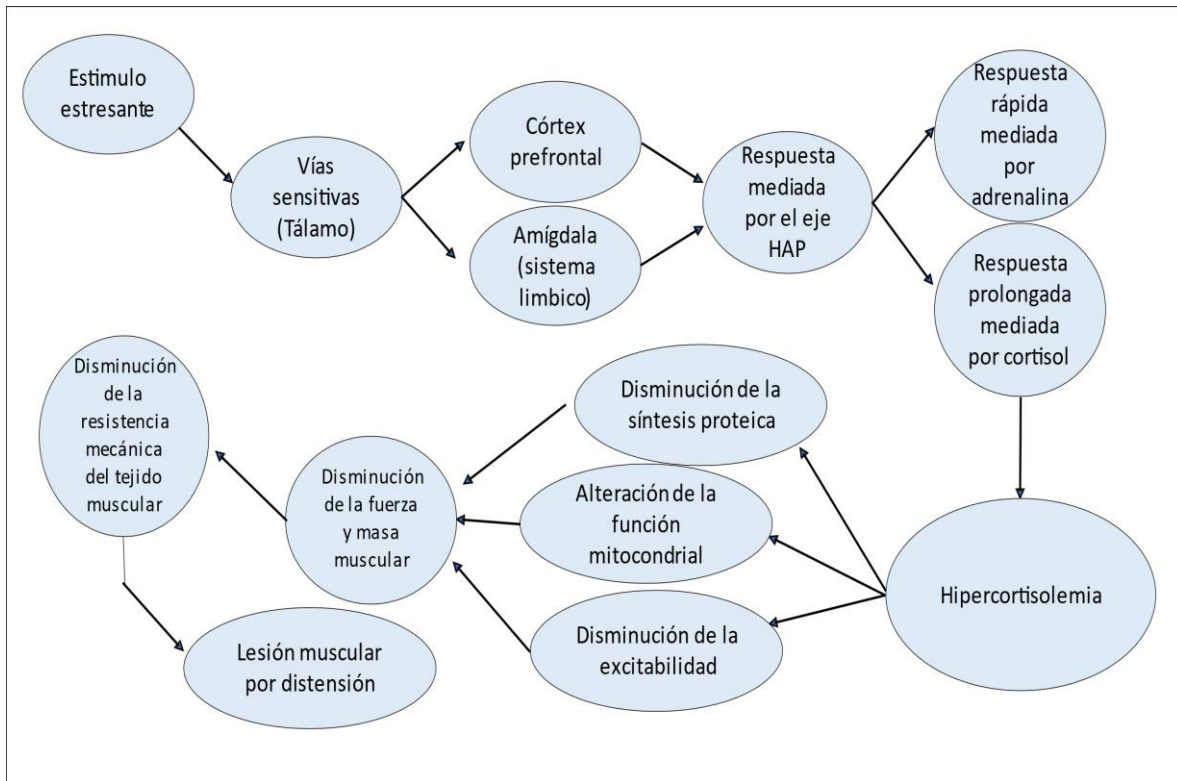 Estimulo
estresante
Vías
sensitivas
(Tálamo)
Córtex
prefrontal
Amígdala
(sistema
limbico)
Respuesta
mediada
por el eje
HAP
Respuesta
rápida
mediada
por
adrenalina
Respuesta
prolongada
mediada
por cortisol
Hipercortisolemia
Disminución de la
síntesis proteica
Alteración de la
función
mitocondrial
Disminución de la
excitabilidad
Disminución
de la fuerza
y masa
muscular
Disminución
de la
resistencia
mecánica
del tejido
muscular
Lesión muscular
por distensión